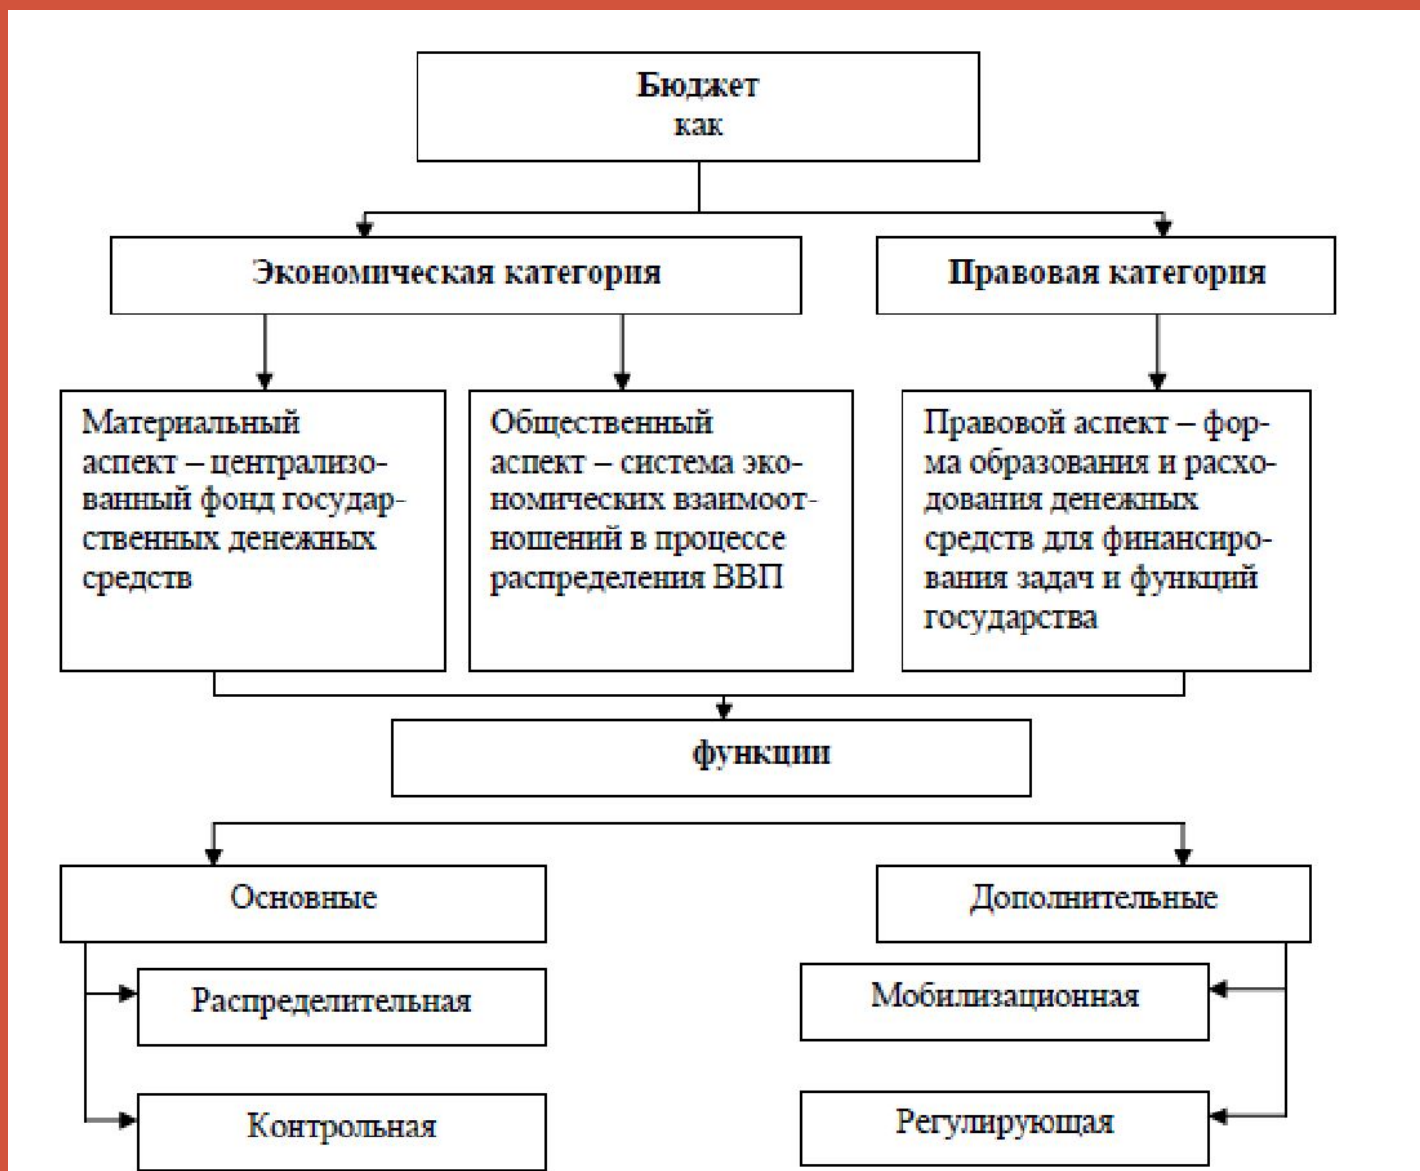 Бюджет
как
Экономическая категория
Правовая категория
Материальный
аспект – централизо-
ванный фонд государ-
ственных денежных
средств
Общественный
аспект – система эко-
номических взаимоот-
ношений в процессе
распределения ВВП
Правовой аспект – фор-
ма образования и расхо-
дования денежных
средств для финансиро-
вания задач и функций
государства
функции
Основные
Дополнительные
Распределительная
Мобилизационная
Контрольная
Регулирующая